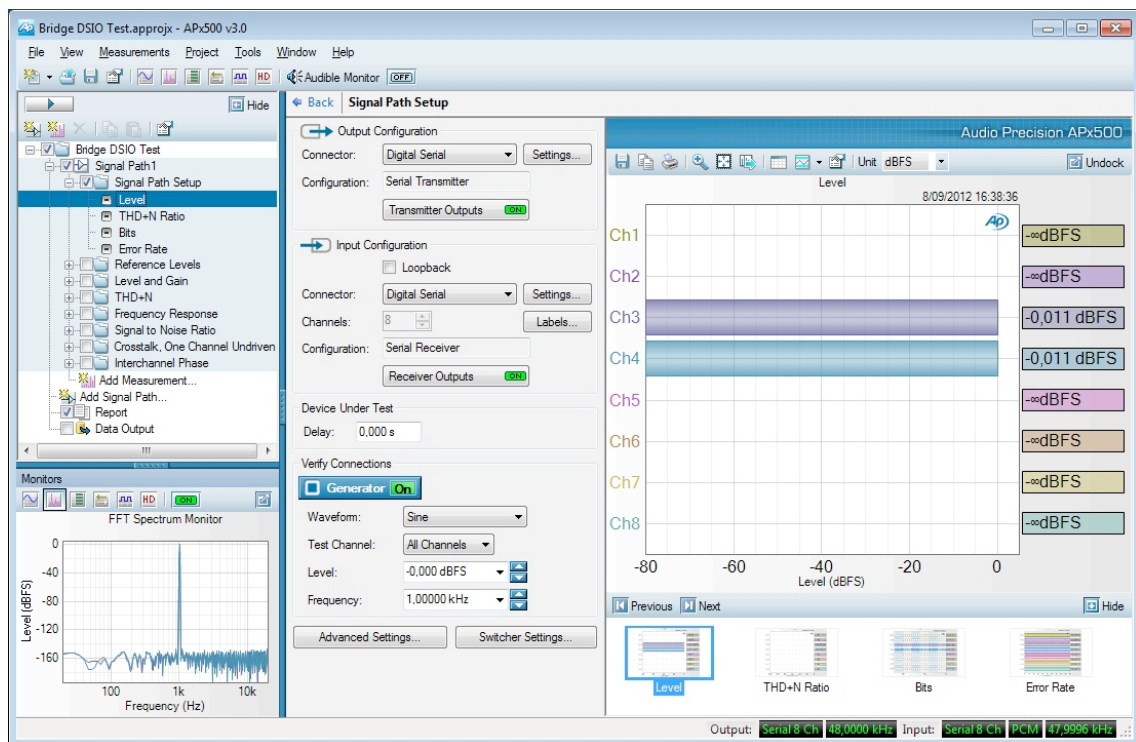 Bridge DSIO Test.approjx - APx500 v3.0
File View Measurements Project Tools Window Help
HD Audible Monitor OFF
Hide
Bridge DSIO Test
Signal Path1
Signal Path Setup
Level
THD+N Ratio
Bits
Error Rate
Reference Levels
Level and Gain
THD+N
Frequency Response
Signal to Noise Ratio
Crosstalk, One Channel Undriven
Interchannel Phase
Add Measurement...
Add Signal Path...
Report
Data Output
Monitors
HD ON
FFT Spectrum Monitor
Level (dBFS)
0
-40
-80
-120
-160
100 1k 10k
Frequency (Hz)
Back Signal Path Setup
Output Configuration
Connector: Digital Serial Settings...
Configuration: Serial Transmitter
Transmitter Outputs ON
Input Configuration
Loopback
Connector: Digital Serial Settings...
Channels: 8 Labels...
Configuration: Serial Receiver
Receiver Outputs ON
Device Under Test
Delay: 0,000 s
Verify Connections
Generator On
Waveform: Sine
Test Channel: All Channels
Level: -0,000 dBFS
Frequency: 1,00000 kHz
Advanced Settings... Switcher Settings...
Audio Precision APx500
Unit dBFS Undock
Level
8/09/2012 16:38:36
AP
Ch1 -∞dBFS
Ch2 -∞dBFS
Ch3 -0,011 dBFS
Ch4 -0,011 dBFS
Ch5 -∞dBFS
Ch6 -∞dBFS
Ch7 -∞dBFS
Ch8 -∞dBFS
-80 -60 -40 -20 0
Level (dBFS)
Previous Next Hide
Level THD+N Ratio Bits Error Rate
Output: Serial 8 Ch 48,0000 kHz Input: Serial 8 Ch PCM 47,9996 kHz